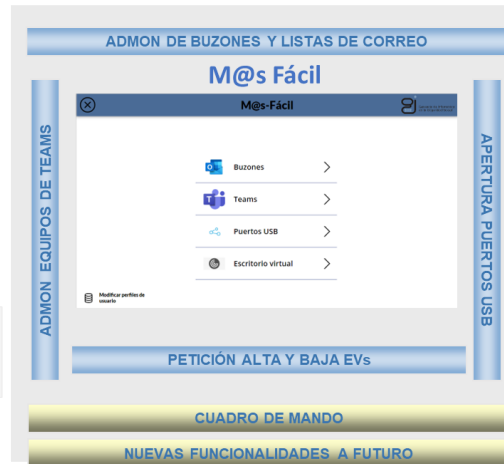 ADMON DE BUZONES Y LISTAS DE CORREO
M@s Fácil
ADMON EQUIPOS DE TEAMS
M@s-Fácil
Buzones
Teams
Puertos USB
Escritorio virtual
Modificar perfiles de
usuario
APERTURA PUERTOS USB
PETICIÓN ALTA Y BAJA EVs
CUADRO DE MANDO
NUEVAS FUNCIONALIDADES A FUTURO